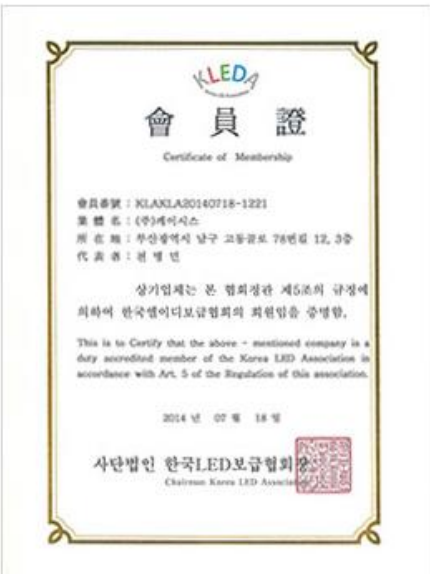 KLEDA
會員證
Certificate of Membership
會員番號 : KLAKLA20140718-1221
業體名 : (주)케이시스
所在地 : 부산광역시 남구 고동골로 78번길 12, 3층
代表者 : 천병민
상기업체는 본 협회정관 제5조의 규정에
의하여 한국엘이디보급협회의 회원임을 증명함.
This is to Certify that the above - mentioned company is a
duty accredited member of the Korea LED Association in
accordance with Art. 5 of the Regulation of this association.
2014 년 07 월 18 일
사단법인 한국LED보급협회장
Chairman Korea LED Association